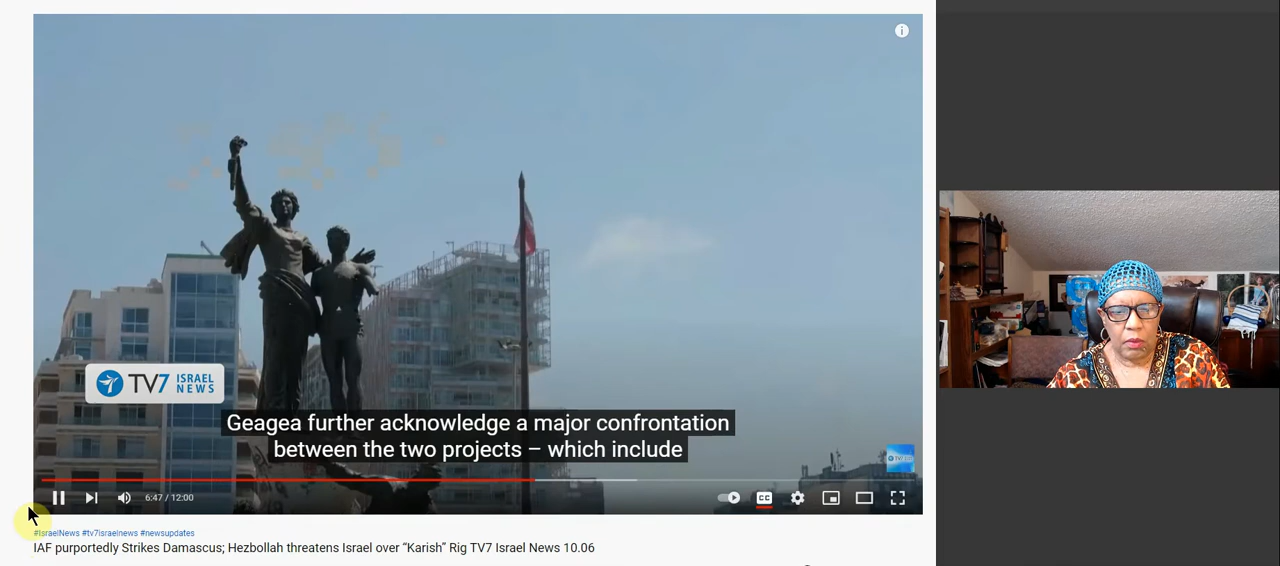 TV7 ISRAEL
NEWS
Geagea further acknowledge a major confrontation
between the two projects – which include
6:47 / 12:00
CC
#IsraelNews #tv7israelnews #newsupdates
IAF purportedly Strikes Damascus; Hezbollah threatens Israel over “Karish” Rig TV7 Israel News 10.06